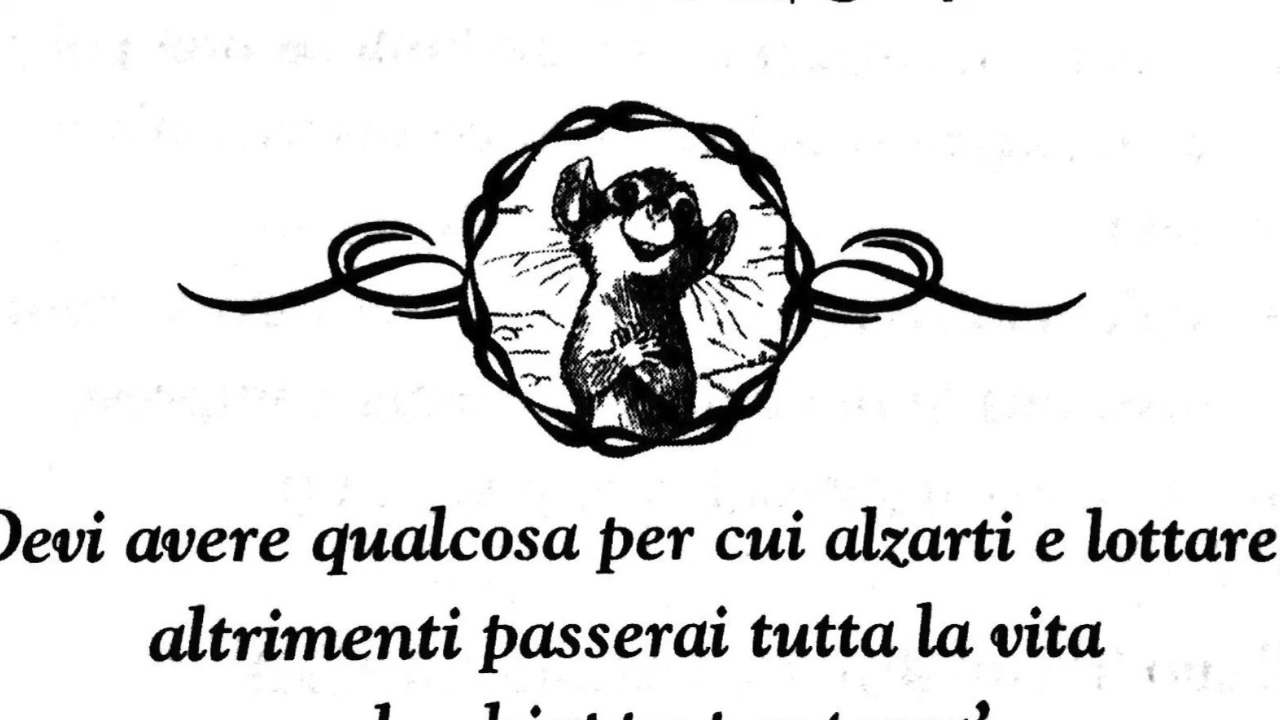 Devi avere qualcosa per cui alzarti e lottare
altrimenti passerai tutta la vita